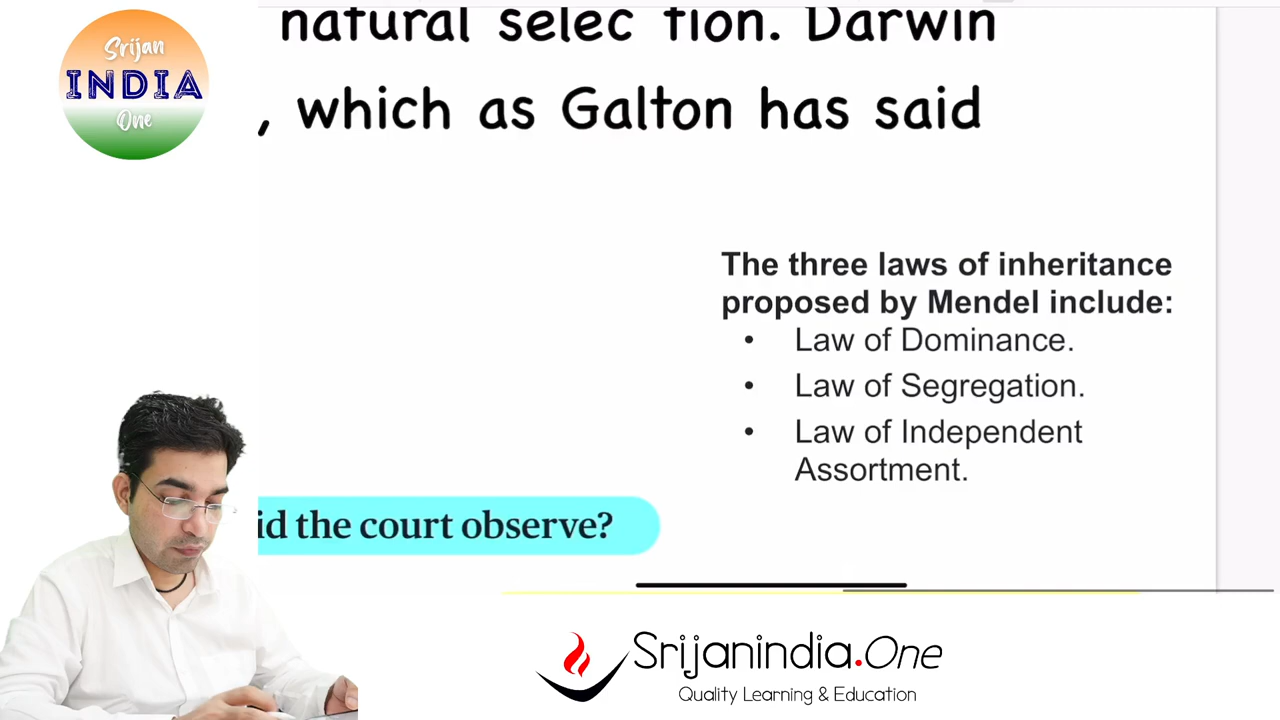 Srijan
INDIA
One
natural selec tion. Darwin
, which as Galton has said
The three laws of inheritance
proposed by Mendel include:
• Law of Dominance.
• Law of Segregation.
• Law of Independent
Assortment.
id the court observe?
Srijanindia.One
Quality Learning & Education